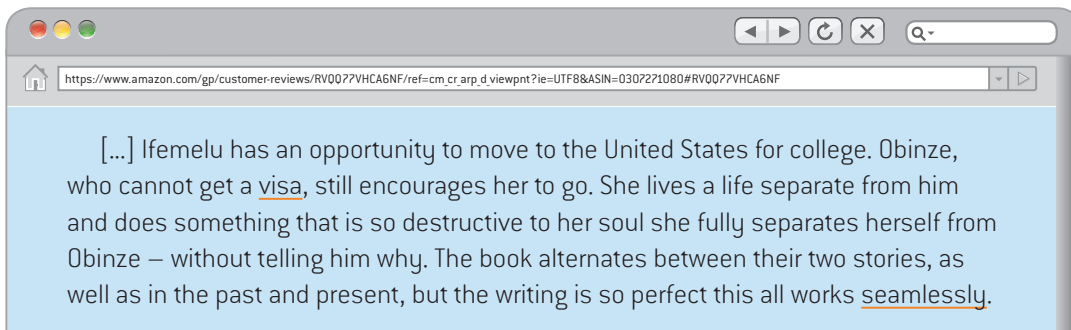 https://www.amazon.com/gp/customer-reviews/RVQQ77VHCA6NF/ref=cm_cr_arp_d_viewpnt?ie=UTF8&ASIN=0307271080#RVQQ77VHCA6NF
[...] Ifemelu has an opportunity to move to the United States for college. Obinze,
who cannot get a visa, still encourages her to go. She lives a life separate from him
and does something that is so destructive to her soul she fully separates herself from
Obinze – without telling him why. The book alternates between their two stories, as
well as in the past and present, but the writing is so perfect this all works seamlessly.